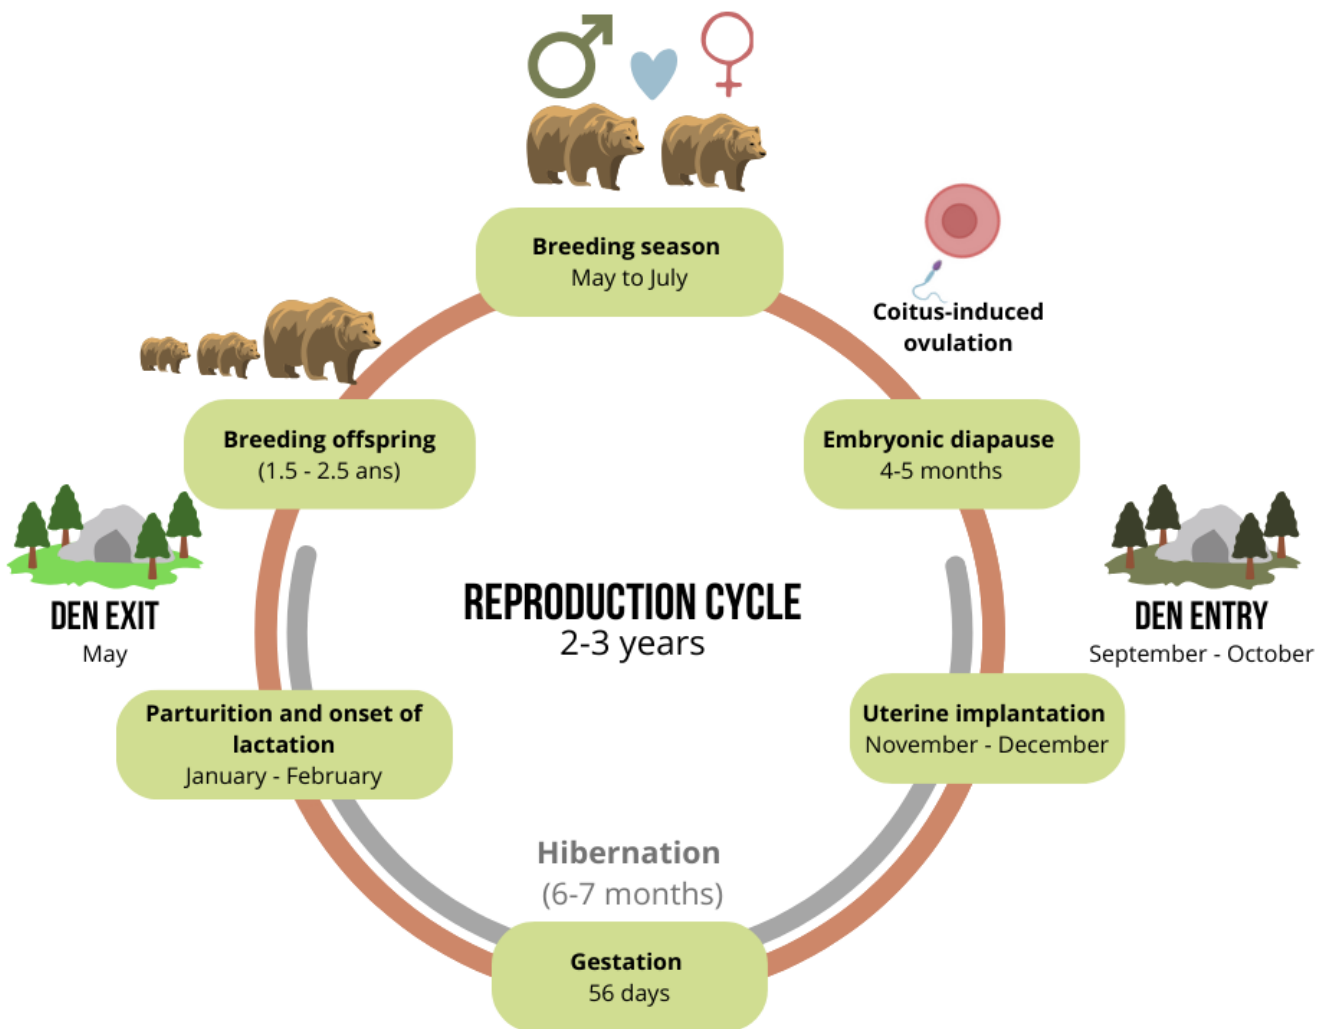 Breeding season
May to July
Coitus-induced
ovulation
Embryonic diapause
4-5 months
DEN ENTRY
September - October
Uterine implantation
November - December
Gestation
56 days
Hibernation
(6-7 months)
Parturition and onset of
lactation
January - February
DEN EXIT
May
Breeding offspring
(1.5 - 2.5 ans)
REPRODUCTION CYCLE
2-3 years